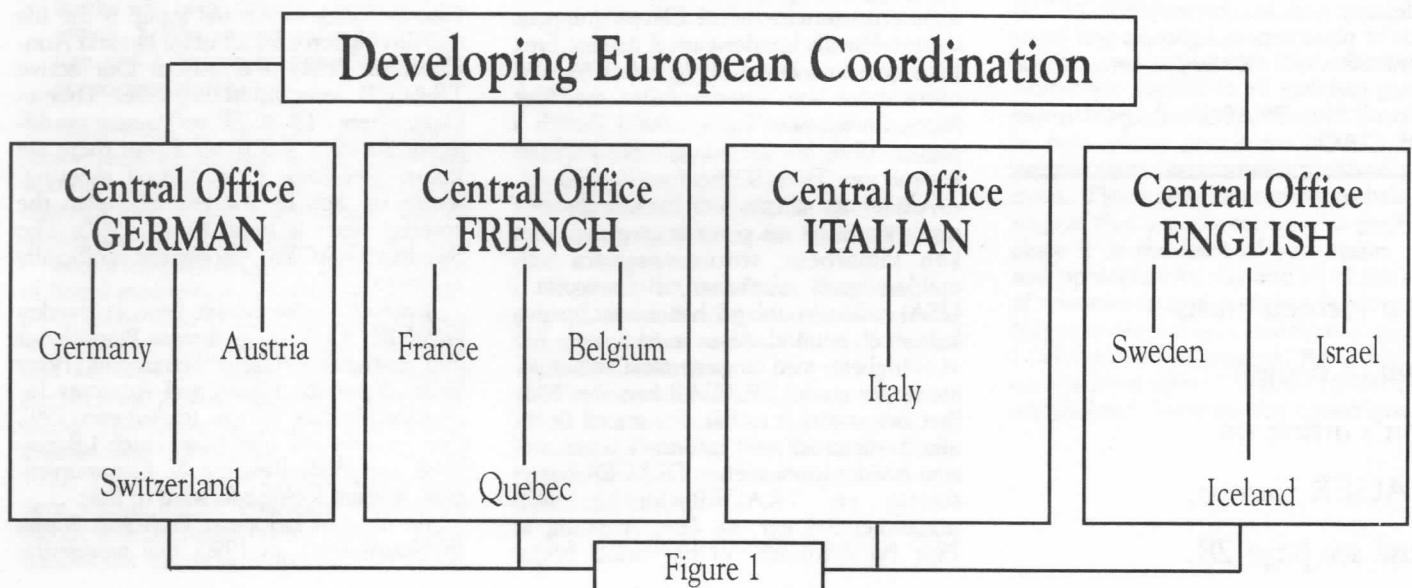 Developing European Coordination
Central Office
GERMAN
Germany
Austria
Switzerland
Central Office
FRENCH
France
Belgium
Quebec
Central Office
ITALIAN
Italy
Central Office
ENGLISH
Sweden
Israel
Iceland
Figure 1